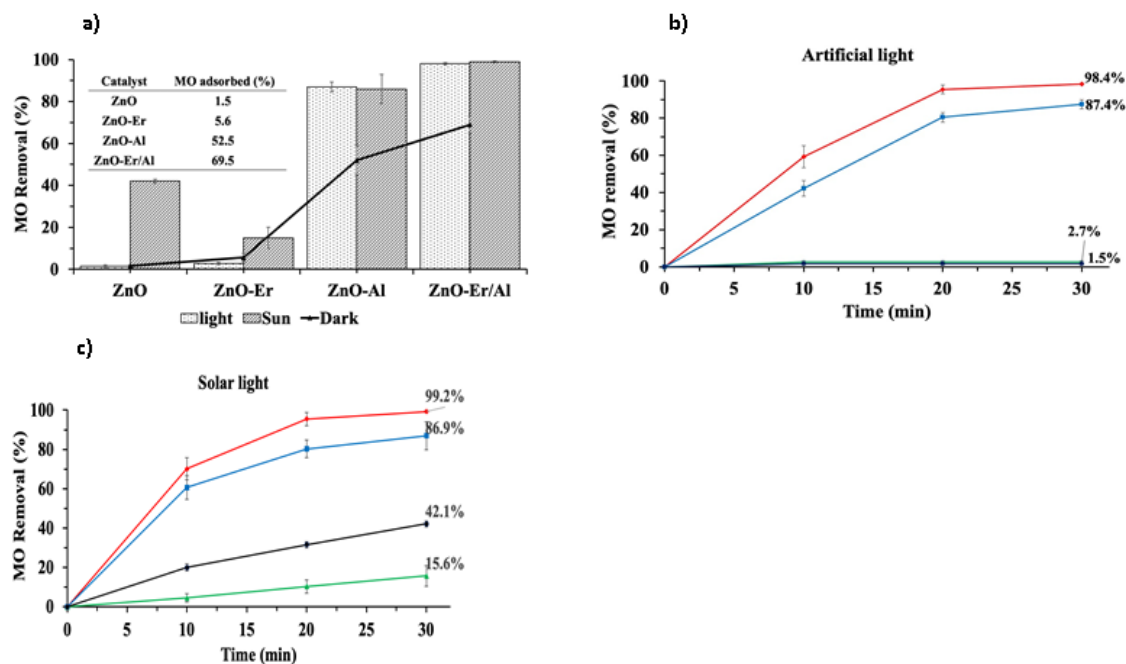 a)
MO Removal (%)
100
80
60
40
20
0
Catalyst MO adsorbed (%)
ZnO 1.5
ZnO-Er 5.6
ZnO-Al 52.5
ZnO-Er/Al 69.5
ZnO ZnO-Er ZnO-Al ZnO-Er/Al
light Sun Dark
b)
Artificial light
MO removal (%)
100
80
60
40
20
0
98.4%
87.4%
2.7%
1.5%
0 5 10 15 20 25 30
Time (min)
c)
Solar light
MO Removal (%)
100
80
60
40
20
0
99.2%
86.9%
42.1%
15.6%
0 5 10 15 20 25 30
Time (min)